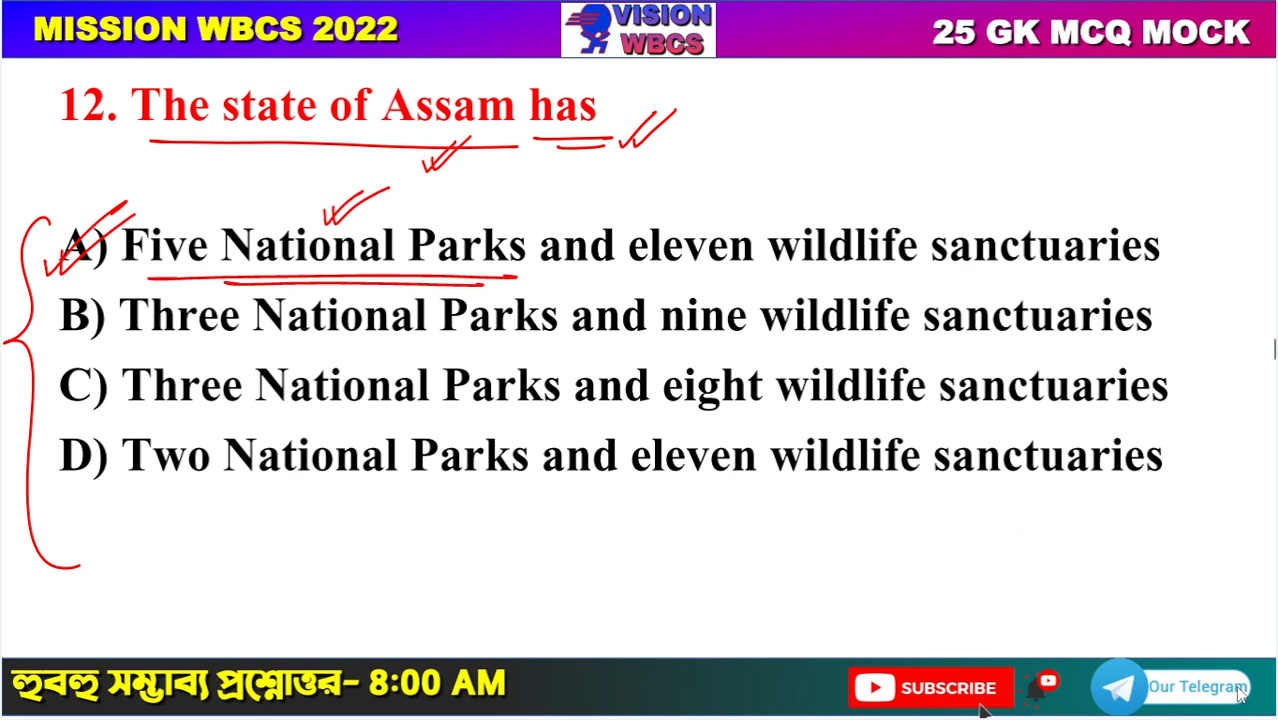 MISSION WBCS 2022
VISION
WBCS
25 GK MCQ MOCK
12. The state of Assam has
A) Five National Parks and eleven wildlife sanctuaries
B) Three National Parks and nine wildlife sanctuaries
C) Three National Parks and eight wildlife sanctuaries
D) Two National Parks and eleven wildlife sanctuaries
হুবহু সম্ভাব্য প্রশ্নোত্তর- 8:00 AM
SUBSCRIBE
Our Telegram